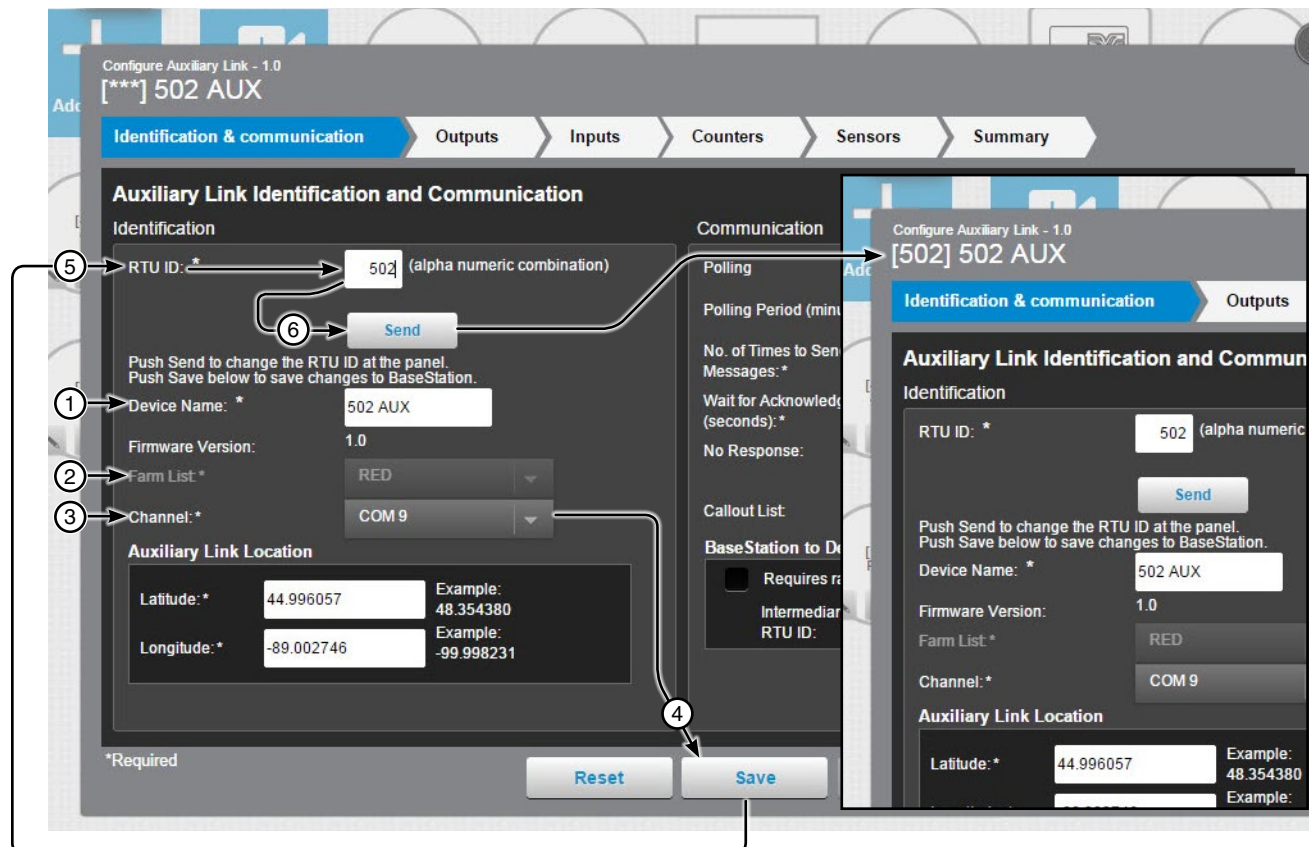 Configure Auxiliary Link - 1.0
[***] 502 AUX
Identification & communication
Outputs
Inputs
Counters
Sensors
Summary
Auxiliary Link Identification and Communication
Identification
5
RTU ID: *
502
(alpha numeric combination)
6
Send
Push Send to change the RTU ID at the panel.
Push Save below to save changes to BaseStation.
1
Device Name: *
502 AUX
Firmware Version:
1.0
2
Farm List:*
RED
3
Channel:*
COM 9
Auxiliary Link Location
Latitude:*
44.996057
Example:
48.354380
Longitude:*
-89.002746
Example:
-99.998231
4
*Required
Reset
Save
Communication
Polling
Polling Period
No. of Times to
Messages:*
Wait for
(seconds):*
No Response:
Callout List:
BaseStation to
Requires
RTU ID:
Configure Auxiliary Link - 1.0
[502] 502 AUX
Identification & communication
Outputs
Auxiliary Link Identification and
Identification
RTU ID: *
502
(alpha numeric
Send
Push Send to change the RTU ID at the panel.
Push Save below to save changes to BaseStation.
Device Name: *
502 AUX
Firmware Version:
1.0
Farm List:*
RED
Channel:*
COM 9
Auxiliary Link Location
Latitude:*
44.996057
Example:
48.354380
Example: